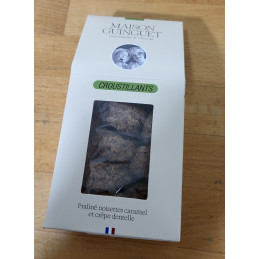 MAISON
GUINGUET
CROUSTILLANTS
Praliné noisettes caramel
et crêpe dentelle